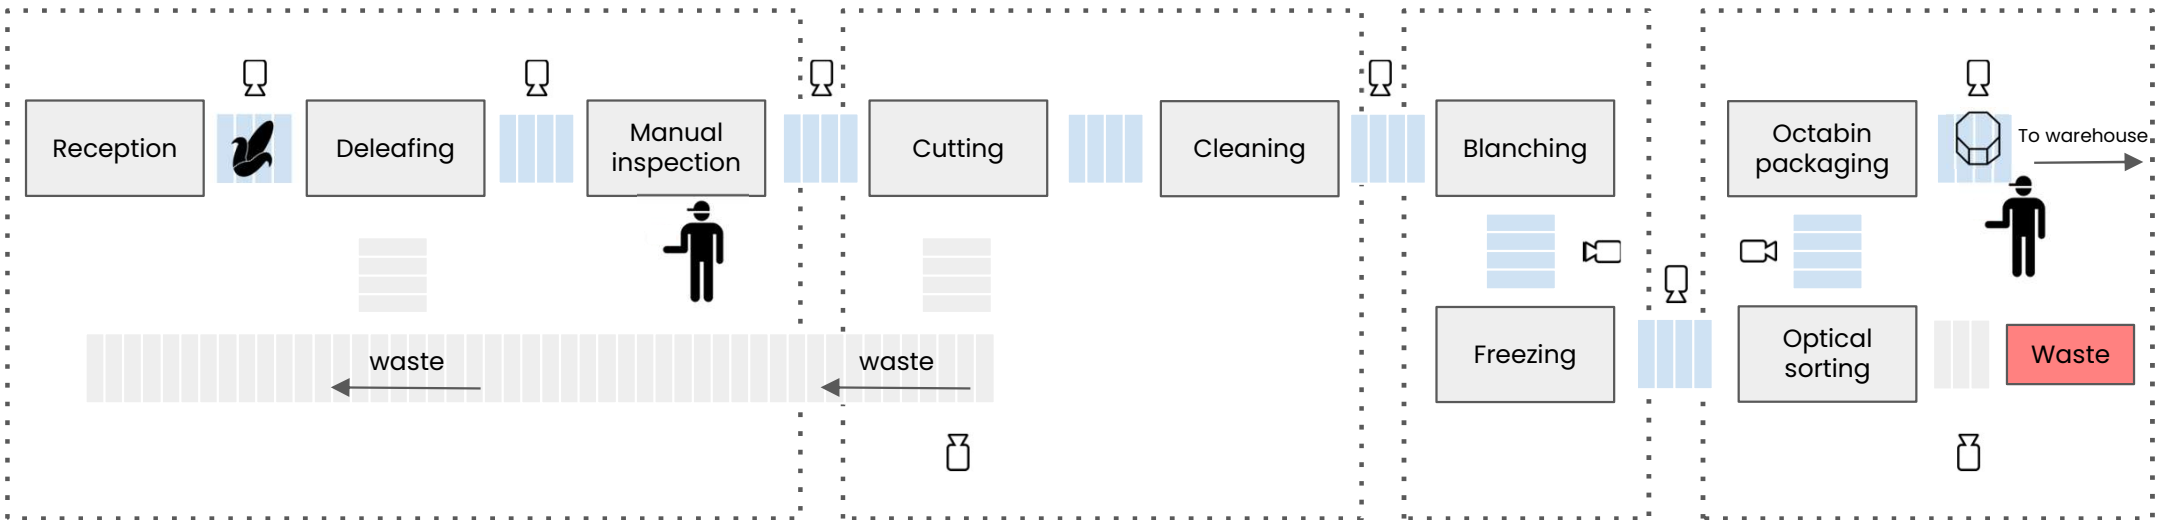 Reception
Deleafing
Manual
inspection
Cutting
Cleaning
Blanching
Octabin
packaging
To warehouse
waste
waste
Freezing
Optical
sorting
Waste